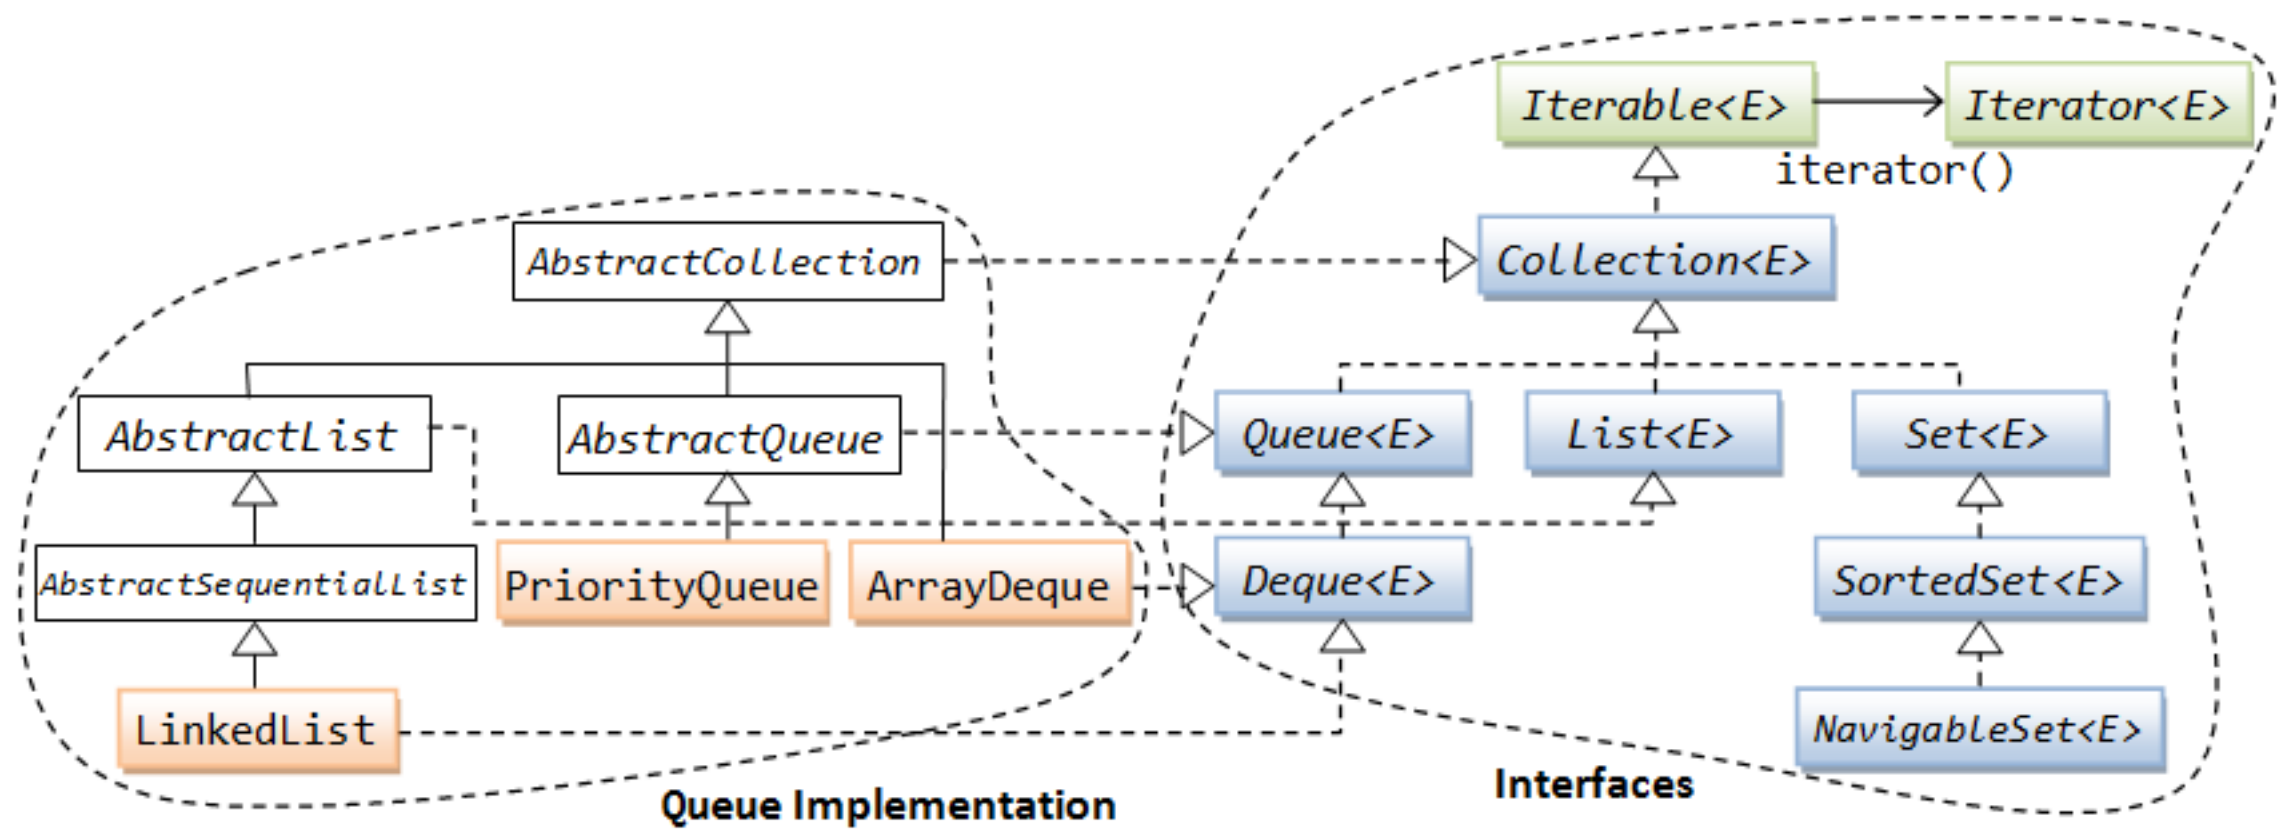 Iterable<E>
Iterator<E>
iterator()
AbstractCollection
Collection<E>
AbstractList
AbstractQueue
Queue<E>
List<E>
Set<E>
AbstractSequentialList
PriorityQueue
ArrayDeque
Deque<E>
SortedSet<E>
LinkedList
NavigableSet<E>
Queue Implementation
Interfaces